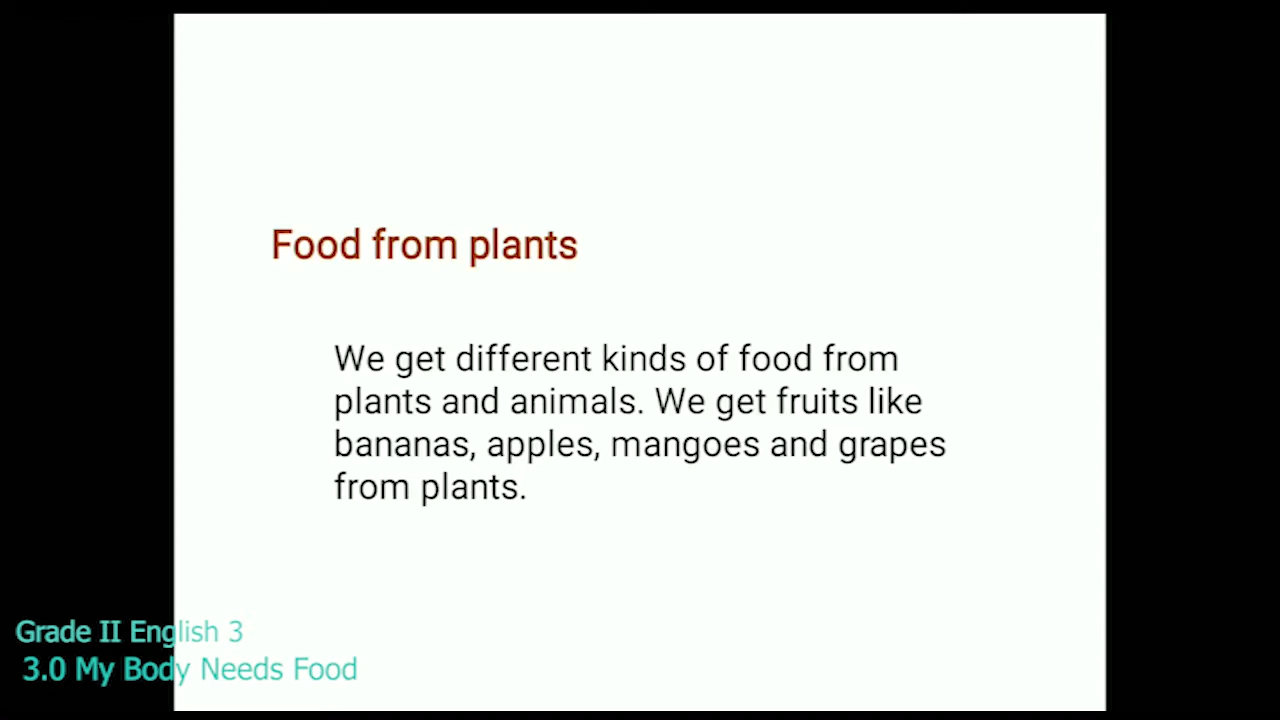 Food from plants
We get different kinds of food from
plants and animals. We get fruits like
bananas, apples, mangoes and grapes
from plants.
Grade II English 3
3.0 My Body Needs Food